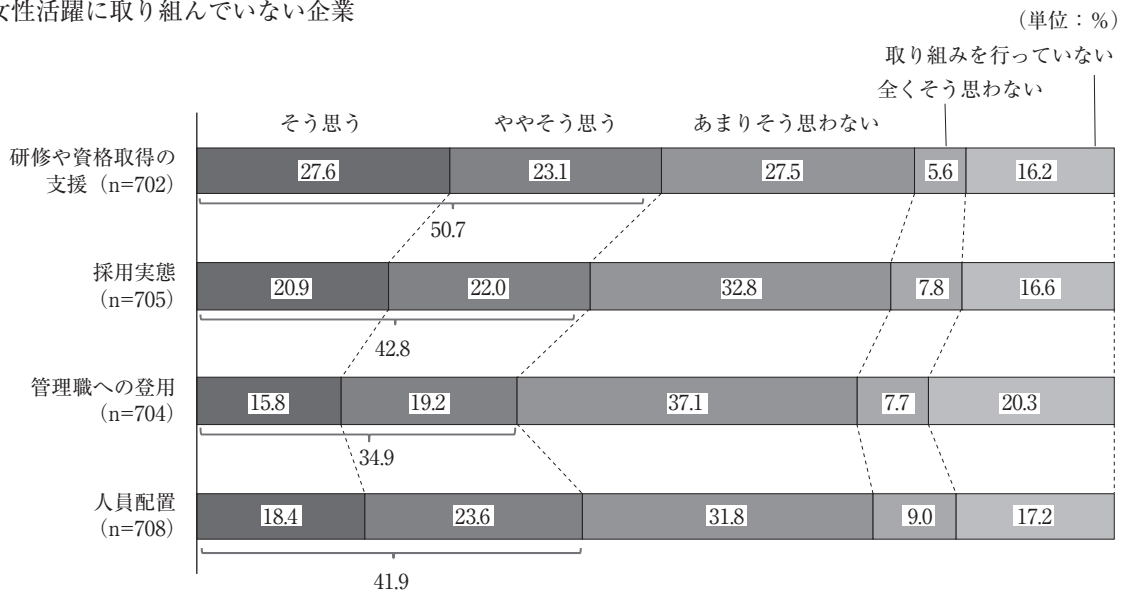 女性活躍に取り組んでいない企業
（単位：%）
取り組みを行っていない
全くそう思わない
そう思う ややそう思う あまりそう思わない
研修や資格取得の
支援（n=702）
27.6 23.1 27.5 5.6 16.2
50.7
採用実態
（n=705）
20.9 22.0 32.8 7.8 16.6
42.8
管理職への登用
（n=704）
15.8 19.2 37.1 7.7 20.3
34.9
人員配置
（n=708）
18.4 23.6 31.8 9.0 17.2
41.9